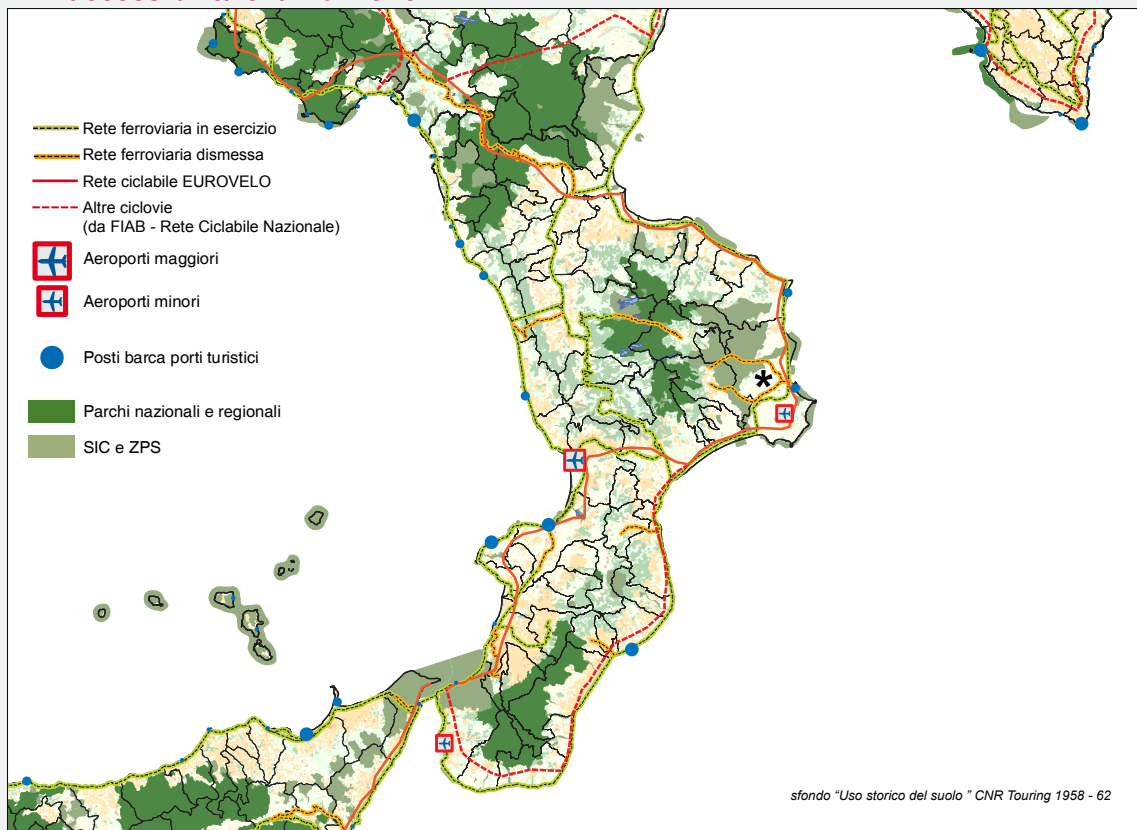 Rete ferroviaria in esercizio
Rete ferroviaria dismessa
Rete ciclabile EUROVELO
Altre ciclovie
(da FIAB - Rete Ciclabile Nazionale)
Aeroporti maggiori
Aeroporti minori
Posti barca porti turistici
Parchi nazionali e regionali
SIC e ZPS
*
sfondo “Uso storico del suolo ” CNR Touring 1958 - 62